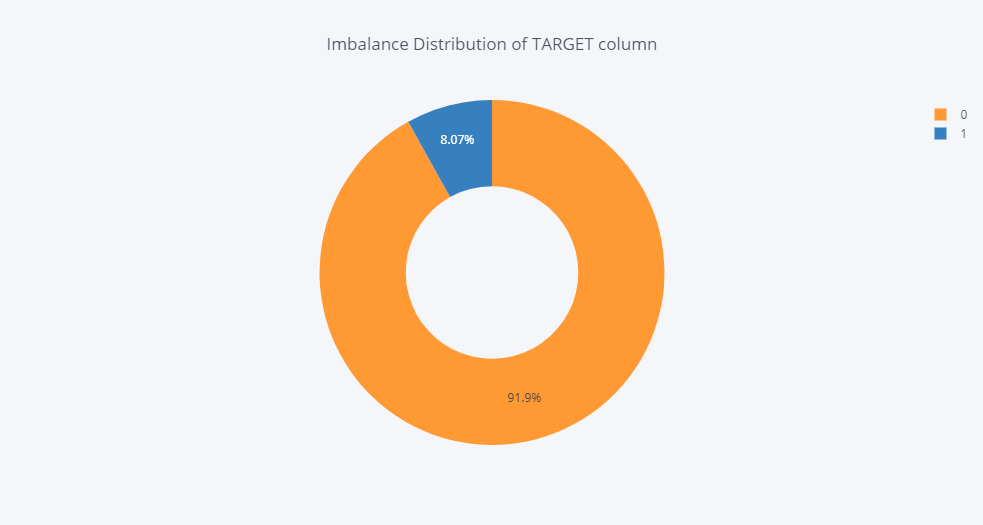 Imbalance Distribution of TARGET column
0
1
8.07%
91.9%